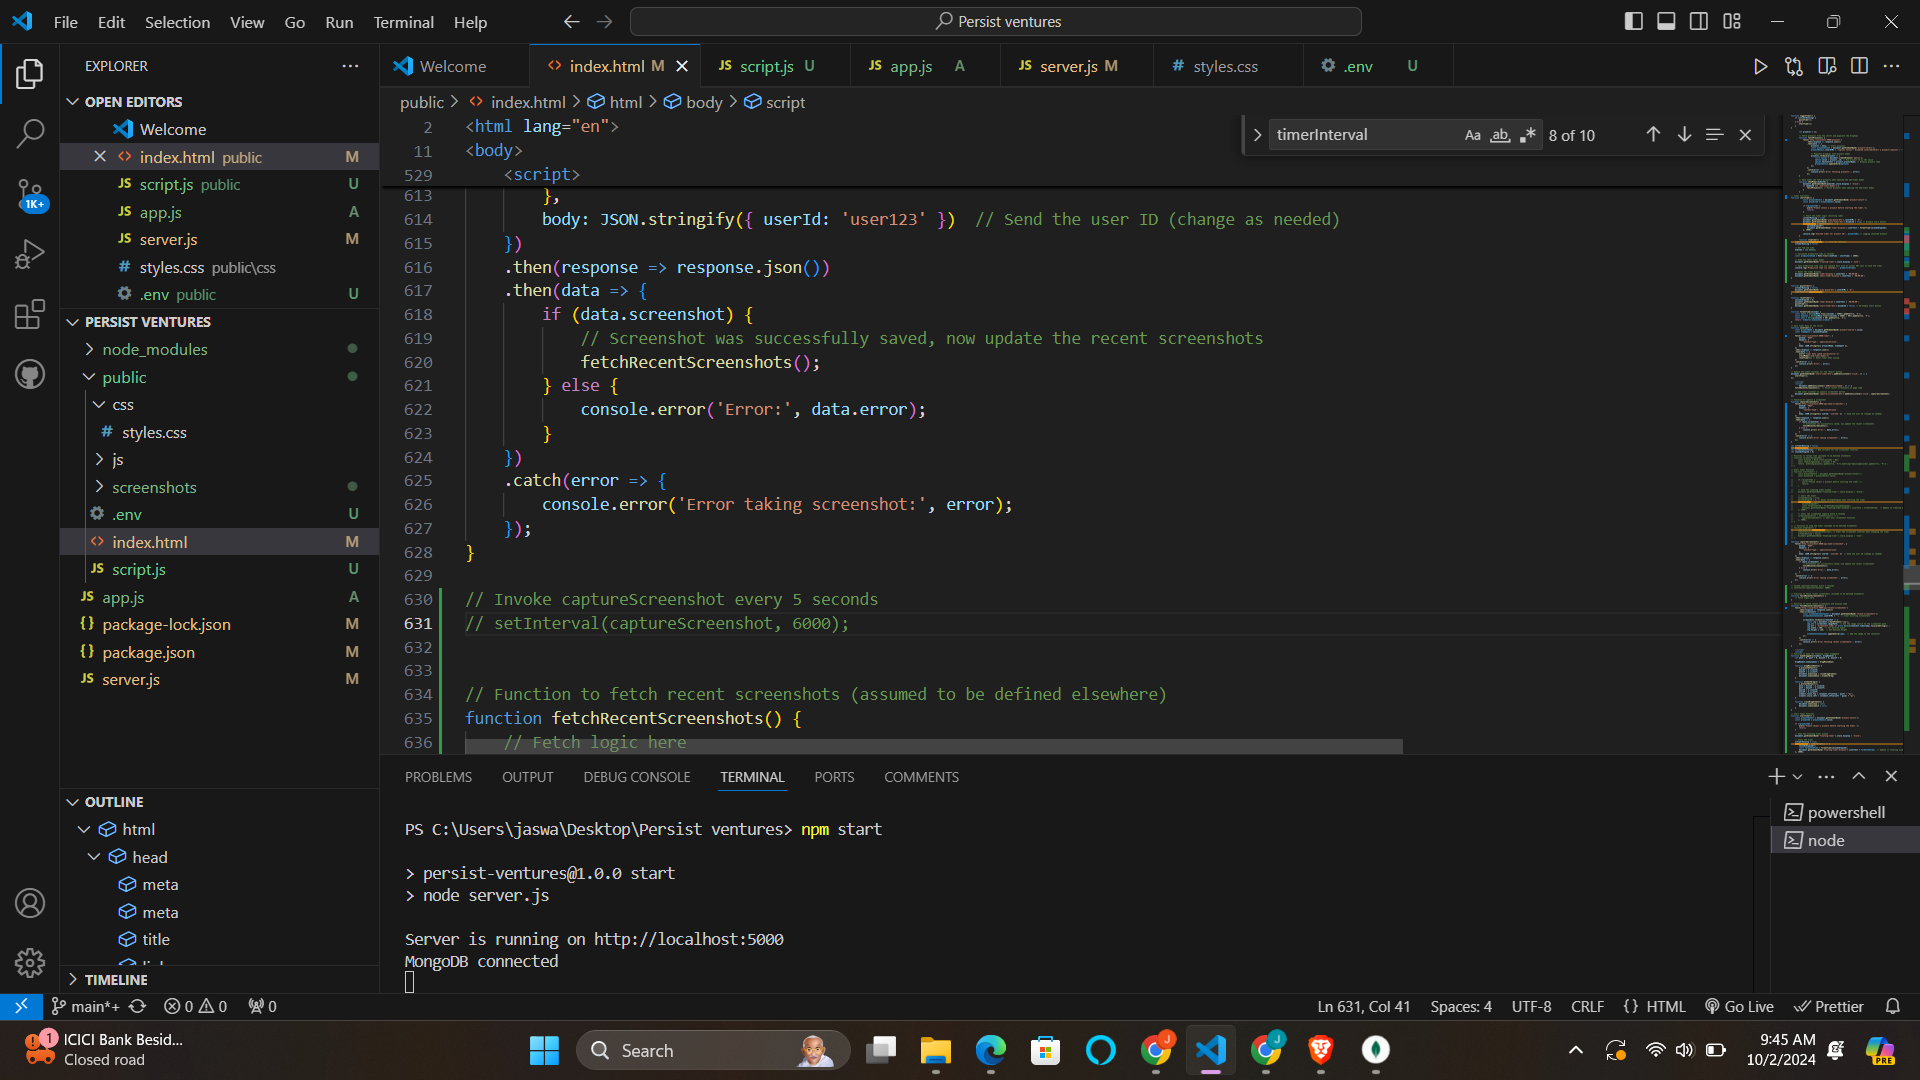 File Edit Selection View Go Run Terminal Help
Persist ventures
EXPLORER
OPEN EDITORS
Welcome
index.html public M
JS script.js public U
JS app.js A
JS server.js M
# styles.css public\css
.env public U
PERSIST VENTURES
node_modules
public
css
# styles.css
js
screenshots
.env U
index.html M
JS script.js U
JS app.js A
{} package-lock.json M
{} package.json M
JS server.js M
OUTLINE
html
head
meta
meta
title
TIMELINE
1K+
Welcome
index.html M
JS script.js U
JS app.js A
JS server.js M
# styles.css
.env U
public > index.html > html > body > script
timerInterval Aa ab 8 of 10
2 <html lang="en">
11 <body>
529 <script>
613 },
614 body: JSON.stringify({ userId: 'user123' }) // Send the user ID (change as needed)
615 })
616 .then(response => response.json())
617 .then(data => {
618 if (data.screenshot) {
619 // Screenshot was successfully saved, now update the recent screenshots
620 fetchRecentScreenshots();
621 } else {
622 console.error('Error:', data.error);
623 }
624 })
625 .catch(error => {
626 console.error('Error taking screenshot:', error);
627 });
628 }
629
630 // Invoke captureScreenshot every 5 seconds
631 // setInterval(captureScreenshot, 6000);
632
633
634 // Function to fetch recent screenshots (assumed to be defined elsewhere)
635 function fetchRecentScreenshots() {
636 // Fetch logic here
PROBLEMS OUTPUT DEBUG CONSOLE TERMINAL PORTS COMMENTS
PS C:\Users\jaswa\Desktop\Persist ventures> npm start
> persist-ventures@1.0.0 start
> node server.js
Server is running on http://localhost:5000
MongoDB connected
powershell
node
main*+ 0 0 0
Ln 631, Col 41 Spaces: 4 UTF-8 CRLF {} HTML Go Live Prettier
1
ICICI Bank Besid...
Closed road
Search
J
J
PRE
9:45 AM
10/2/2024